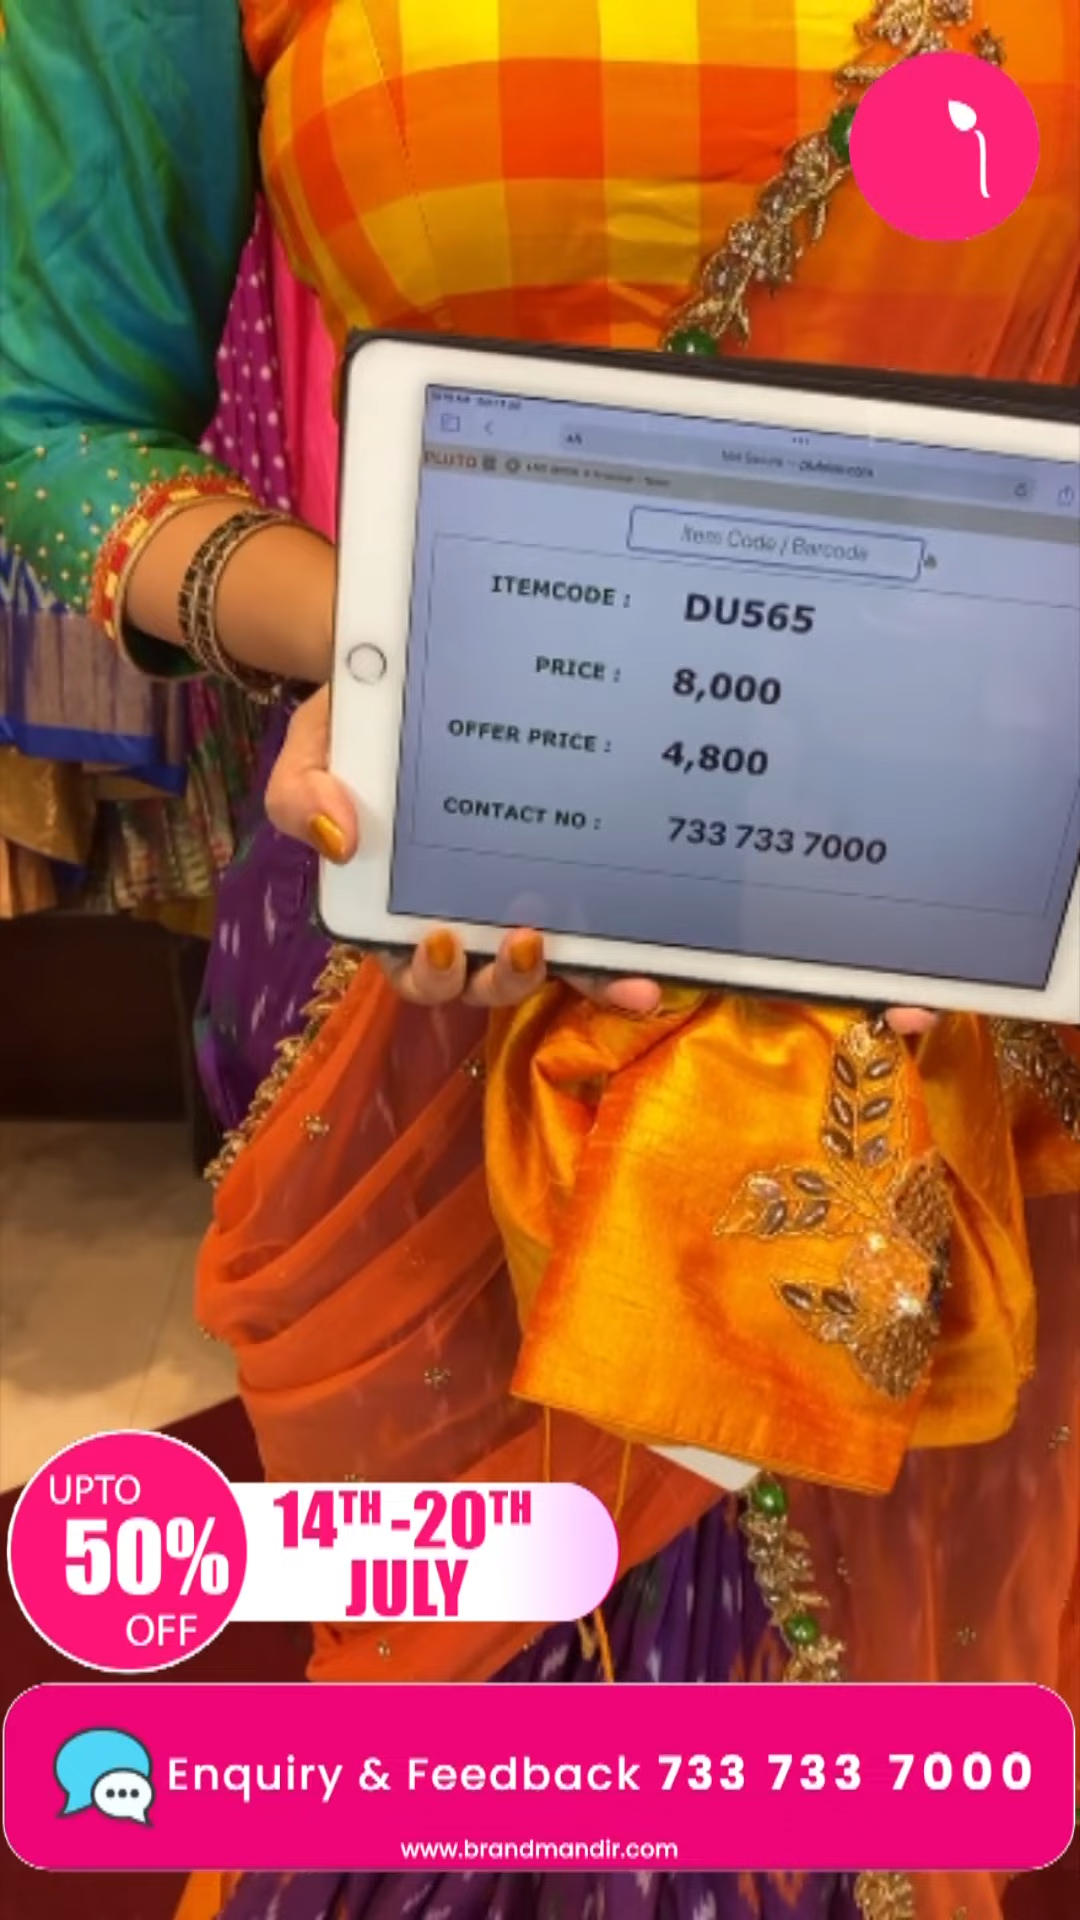 PLUTO
Item Code / Barcode
ITEMCODE : DU565
PRICE : 8,000
OFFER PRICE : 4,800
CONTACT NO : 733 733 7000
UPTO
50%
OFF
14TH-20TH
JULY
Enquiry & Feedback 733 733 7000
www.brandmandir.com